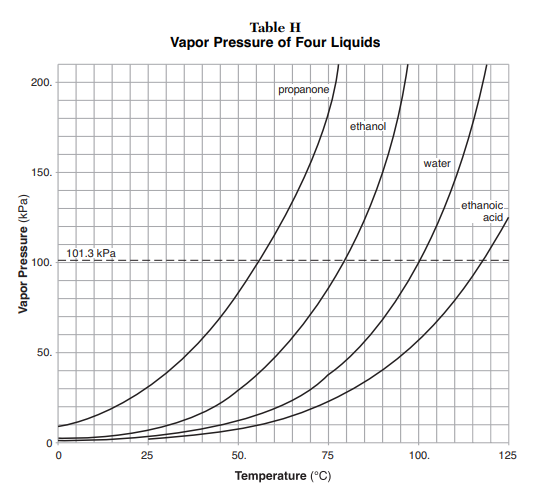 Table H
Vapor Pressure of Four Liquids
Vapor Pressure (kPa)
200.
150.
100.
50.
0
propanone
ethanol
water
ethanoic
acid
101.3 kPa
0
25
50.
75
100.
125
Temperature (°C)